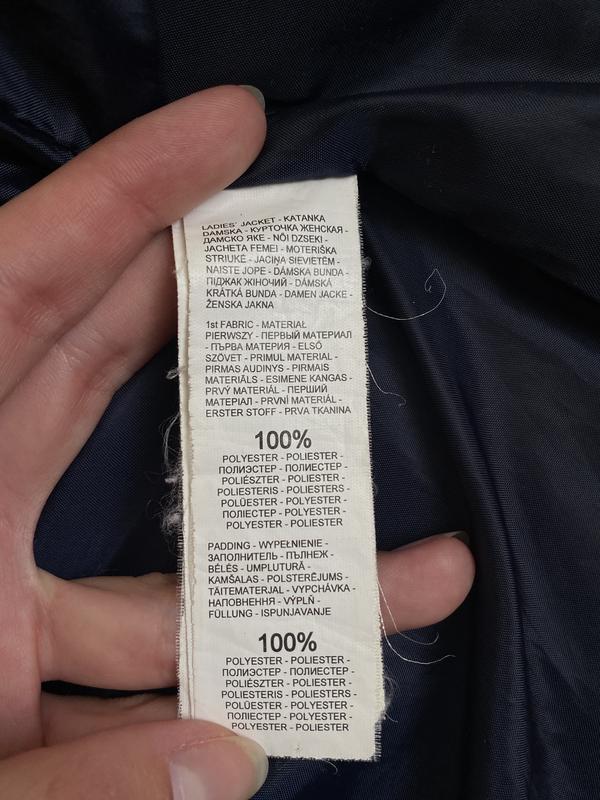 LADIES' JACKET - KATANKA
DAMSKA - КУРТОЧКА ЖЕНСКАЯ -
ДАМСКО ЯКЕ - NŐI DZSEKI -
JACHETA FEMEI - MOTERIŠKA
STRIUKĖ - JACIŅA SIEVIETĒM -
NAISTE JOPE - DÁMSKA BUNDA -
ПІДЖАК ЖІНОЧИЙ - DÁMSKÁ
KRÁTKÁ BUNDA - DAMEN JACKE -
ŽENSKA JAKNA
1st FABRIC - MATERIAŁ
PIERWSZY - ПЕРВЫЙ МАТЕРИАЛ
- ПЪРВА МАТЕРИЯ - ELSŐ
SZÖVET - PRIMUL MATERIAL -
PIRMAS AUDINYS - PIRMAIS
MATERIĀLS - ESIMENE KANGAS -
PRVÝ MATERIÁL - ПЕРШИЙ
МАТЕРІАЛ - PRVNÍ MATERIÁL -
ERSTER STOFF - PRVA TKANINA
100%
POLYESTER - POLIESTER -
ПОЛИЭСТЕР - ПОЛИЕСТЕР -
POLIÉSZTER - POLIESTER -
POLIESTERIS - POLIESTERS -
POLÜESTER - POLYESTER -
ПОЛІЕСТЕР - POLYESTER -
POLYESTER - POLIESTER
PADDING - WYPEŁNIENIE -
ЗАПОЛНИТЕЛЬ - ПЪЛНЕЖ -
BÉLÉS - UMPLUTURĂ -
KAMŠALAS - POLSTERĒJUMS -
TÄITEMATERJAL - VYPCHÁVKA -
НАПОВНЕННЯ - VÝPLŇ -
FÜLLUNG - ISPUNJAVANJE
100%
POLYESTER - POLIESTER -
ПОЛИЭСТЕР - ПОЛИЕСТЕР -
POLIÉSZTER - POLIESTER -
POLIESTERIS - POLIESTERS -
POLÜESTER - POLYESTER -
ПОЛІЕСТЕР - POLYESTER -
POLYESTER - POLIESTER